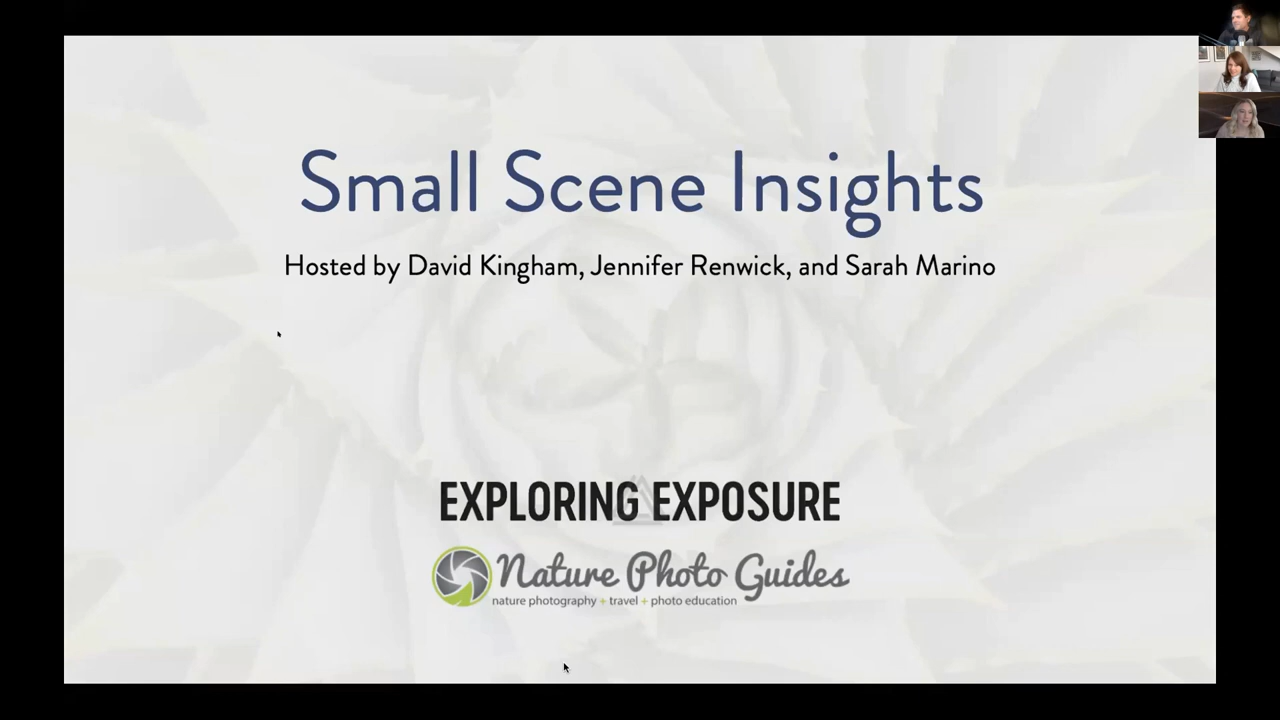 Small Scene Insights
Hosted by David Kingham, Jennifer Renwick, and Sarah Marino
EXPLORING EXPOSURE
Nature Photo Guides
nature photography + travel + photo education